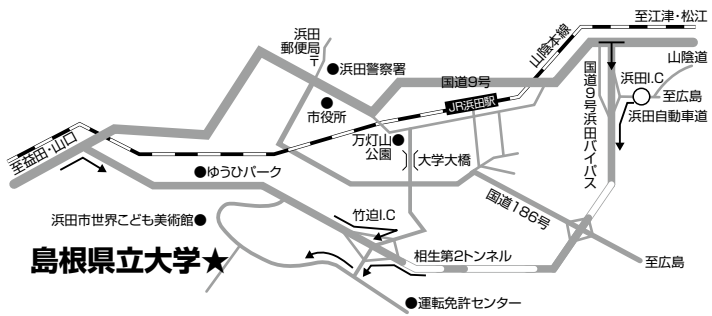 至江津・松江
浜田
郵便局
〒
山陰本線
浜田警察署
国道9号
山陰道
浜田I.C
至広島
浜田自動車道
市役所
JR浜田駅
国道9号浜田バイパス
万灯山
公園
大学大橋
至益田・山口
ゆうひパーク
国道186号
浜田市世界こども美術館
竹迫I.C
島根県立大学★
相生第2トンネル
至広島
運転免許センター